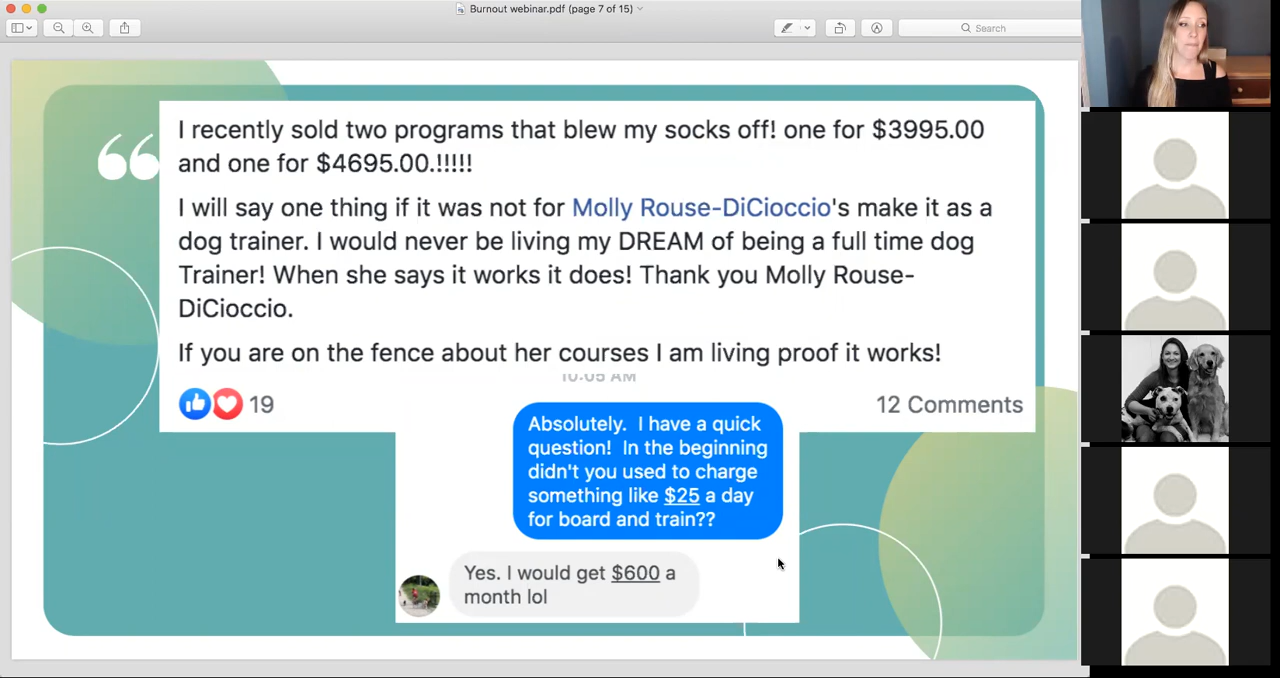 Burnout webinar.pdf (page 7 of 15)
Search
I recently sold two programs that blew my socks off! one for $3995.00
and one for $4695.00.!!!!!
I will say one thing if it was not for Molly Rouse-DiCioccio's make it as a
dog trainer. I would never be living my DREAM of being a full time dog
Trainer! When she says it works it does! Thank you Molly Rouse-
DiCioccio.
If you are on the fence about her courses I am living proof it works!
10:05 AM
19
12 Comments
Absolutely. I have a quick
question! In the beginning
didn't you used to charge
something like $25 a day
for board and train??
Yes. I would get $600 a
month lol